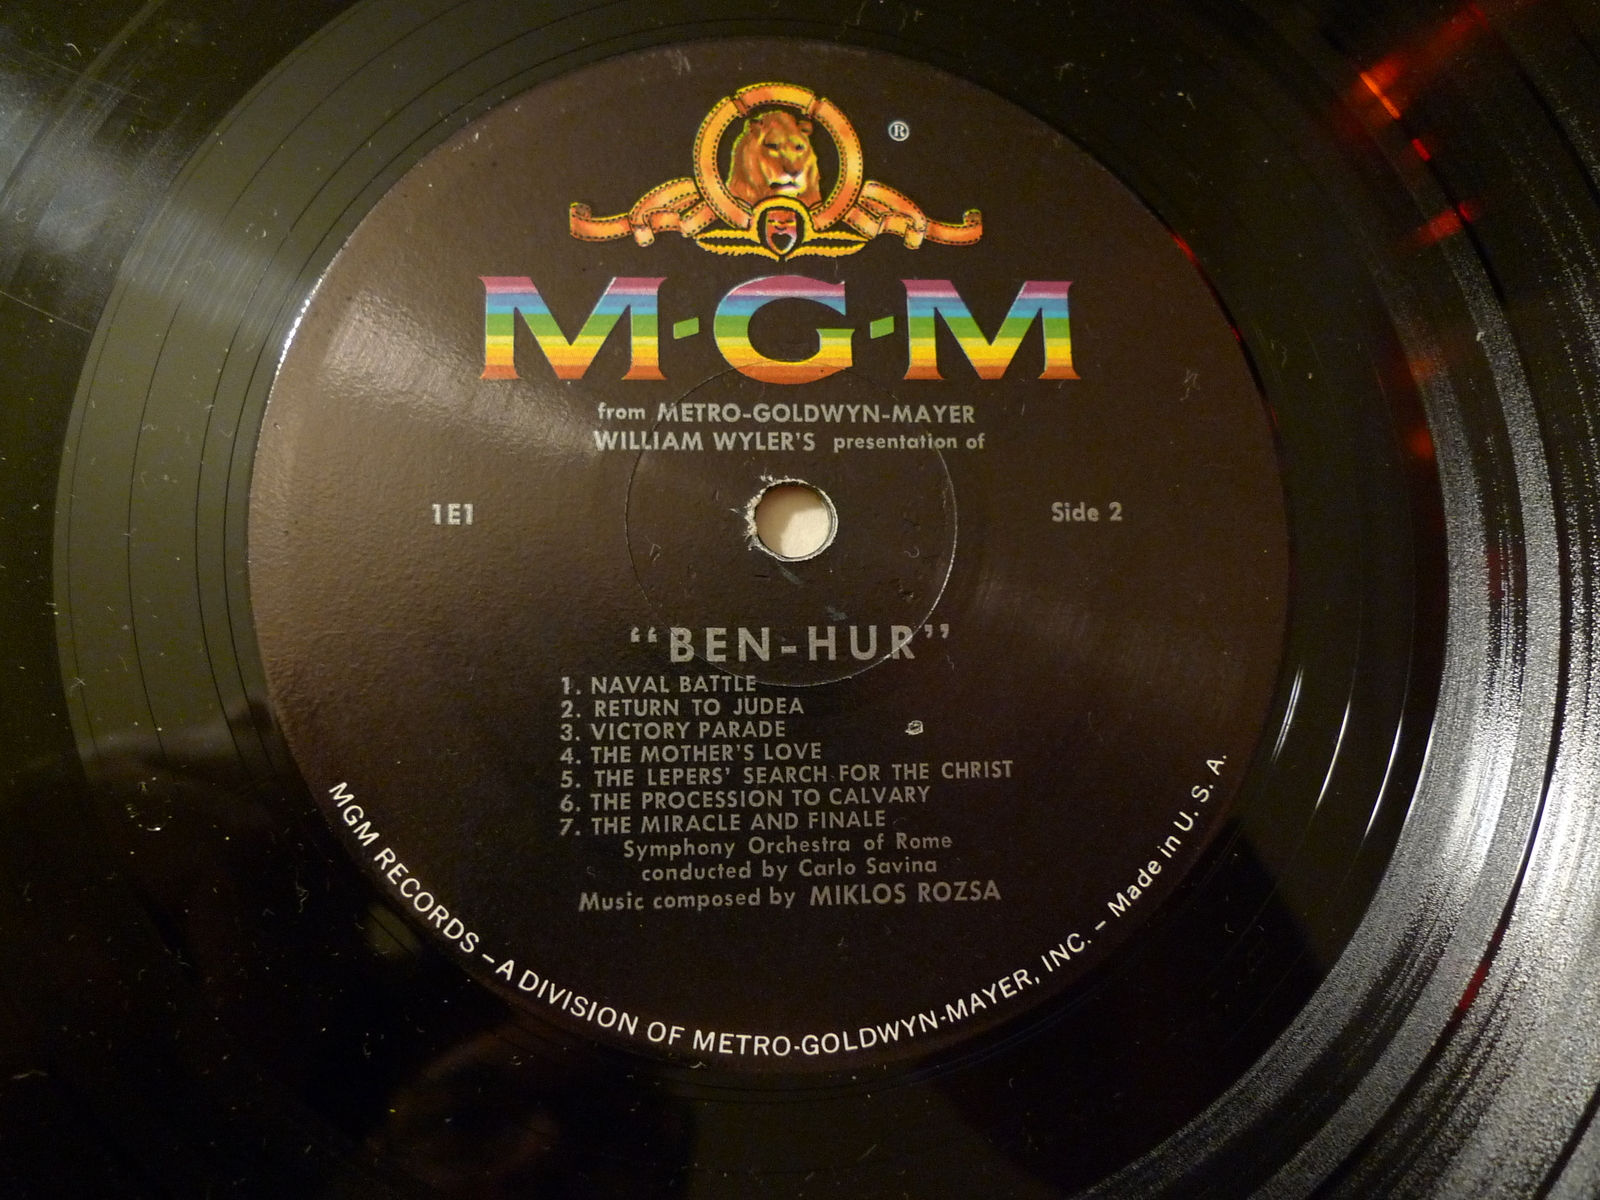 ®
M-G-M
from METRO-GOLDWYN-MAYER
WILLIAM WYLER'S presentation of
1E1
Side 2
"BEN-HUR"
1. NAVAL BATTLE
2. RETURN TO JUDEA
3. VICTORY PARADE
4. THE MOTHER'S LOVE
5. THE LEPERS' SEARCH FOR THE CHRIST
6. THE PROCESSION TO CALVARY
7. THE MIRACLE AND FINALE
Symphony Orchestra of Rome
conducted by Carlo Savina
Music composed by MIKLOS ROZSA
MGM RECORDS – A DIVISION OF METRO-GOLDWYN-MAYER, INC. – Made in U. S. A.